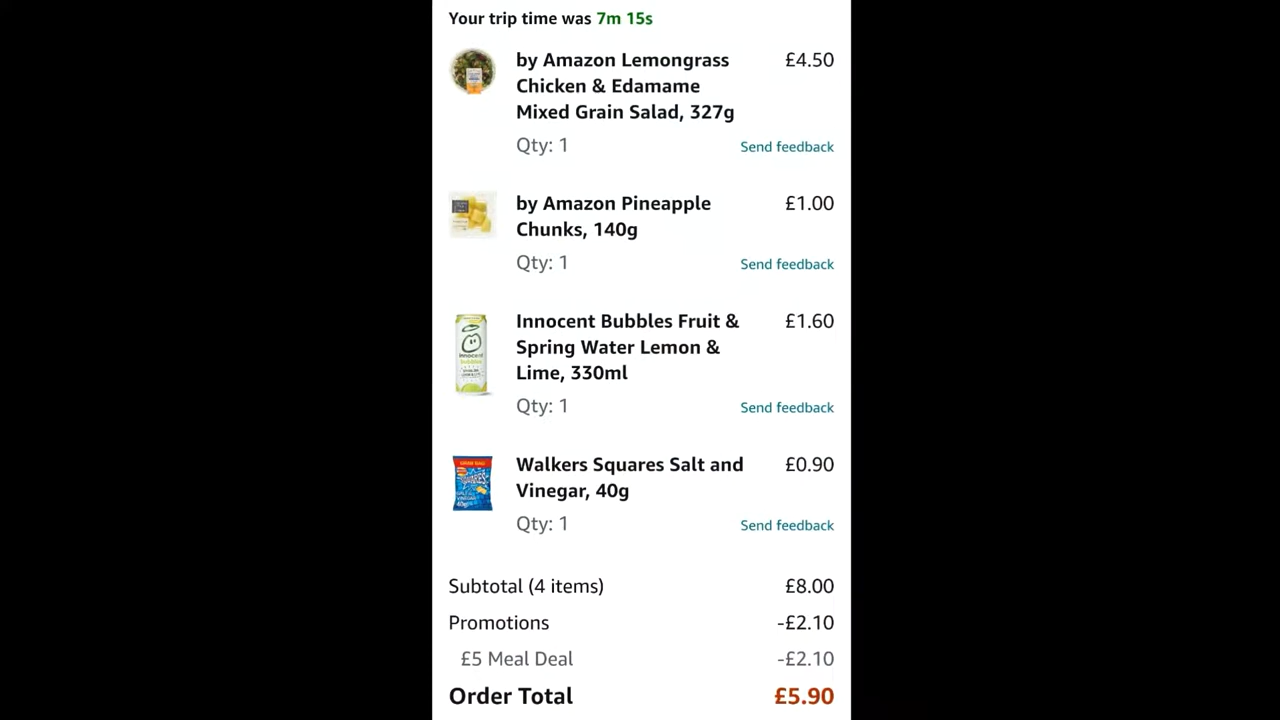 Your trip time was 7m 15s
by Amazon Lemongrass £4.50
Chicken & Edamame
Mixed Grain Salad, 327g
Qty: 1 Send feedback
by Amazon Pineapple £1.00
Chunks, 140g
Qty: 1 Send feedback
Innocent Bubbles Fruit & £1.60
Spring Water Lemon &
Lime, 330ml
innocent
bubbles
Qty: 1 Send feedback
Walkers Squares Salt and £0.90
Vinegar, 40g
Qty: 1 Send feedback
Subtotal (4 items) £8.00
Promotions -£2.10
£5 Meal Deal -£2.10
Order Total £5.90